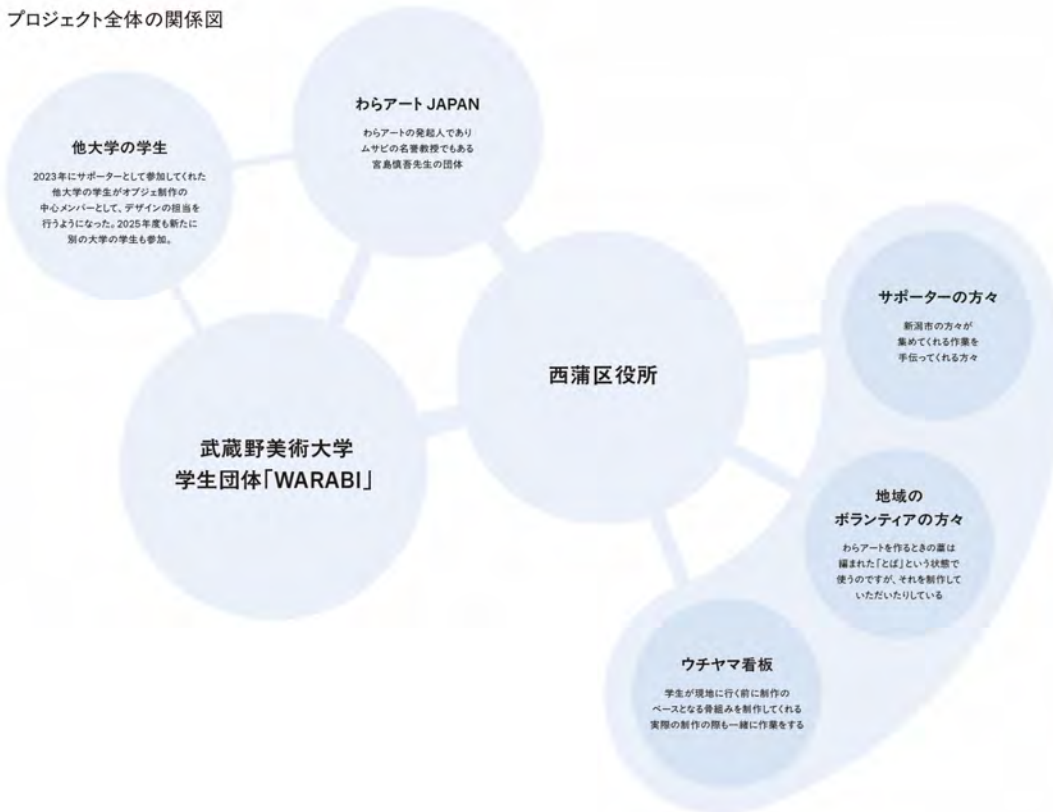 プロジェクト全体の関係図
わらアート JAPAN
わらアートの発起人であり
ムサビの名誉教授でもある
宮島慎吾先生の団体
他大学の学生
2023年にサポーターとして参加してくれた
他大学の学生がオブジェ制作の
中心メンバーとして、デザインの担当を
行うようになった。2025年度も新たに
別の大学の学生も参加。
西蒲区役所
武蔵野美術大学
学生団体「WARABI」
サポーターの方々
新潟市の方々が
集めてくれる作業を
手伝ってくれる方々
地域の
ボランティアの方々
わらアートを作るときの藁は
編まれた「とば」という状態で
使うのですが、それを制作して
いただいたりしている
ウチヤマ看板
学生が現地に行く前に制作の
ベースとなる骨組みを制作してくれる
実際の制作の際も一緒に作業をする